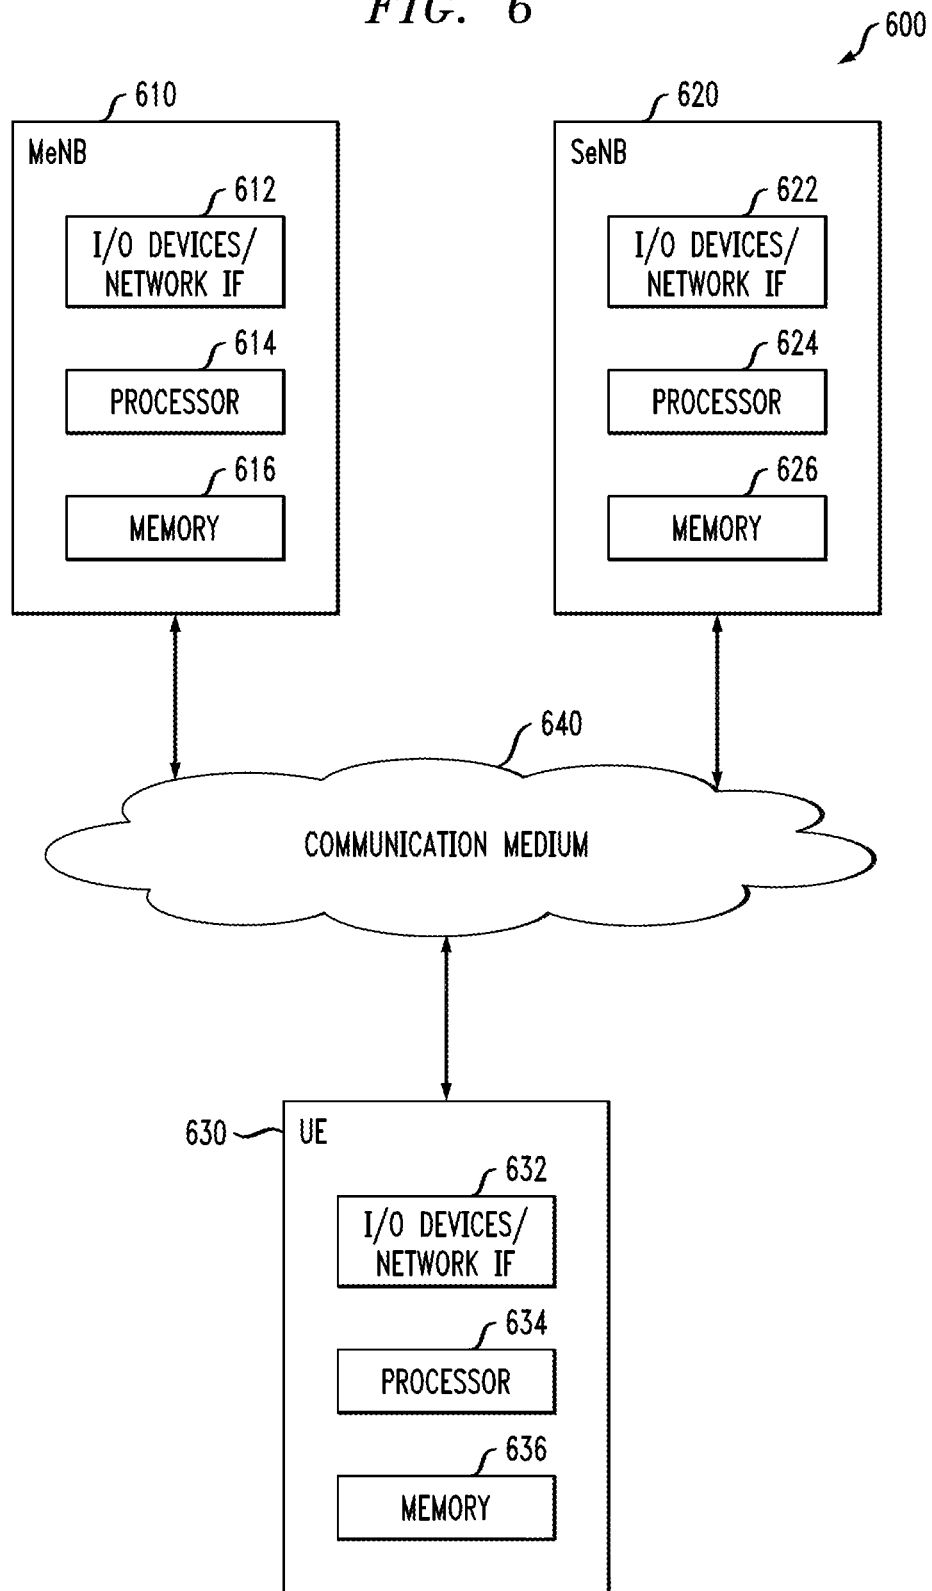 FIG. 6
600
610
620
MeNB
SeNB
612
622
I/O DEVICES/
NETWORK IF
I/O DEVICES/
NETWORK IF
614
624
PROCESSOR
PROCESSOR
616
626
MEMORY
MEMORY
640
COMMUNICATION MEDIUM
630
UE
632
I/O DEVICES/
NETWORK IF
634
PROCESSOR
636
MEMORY